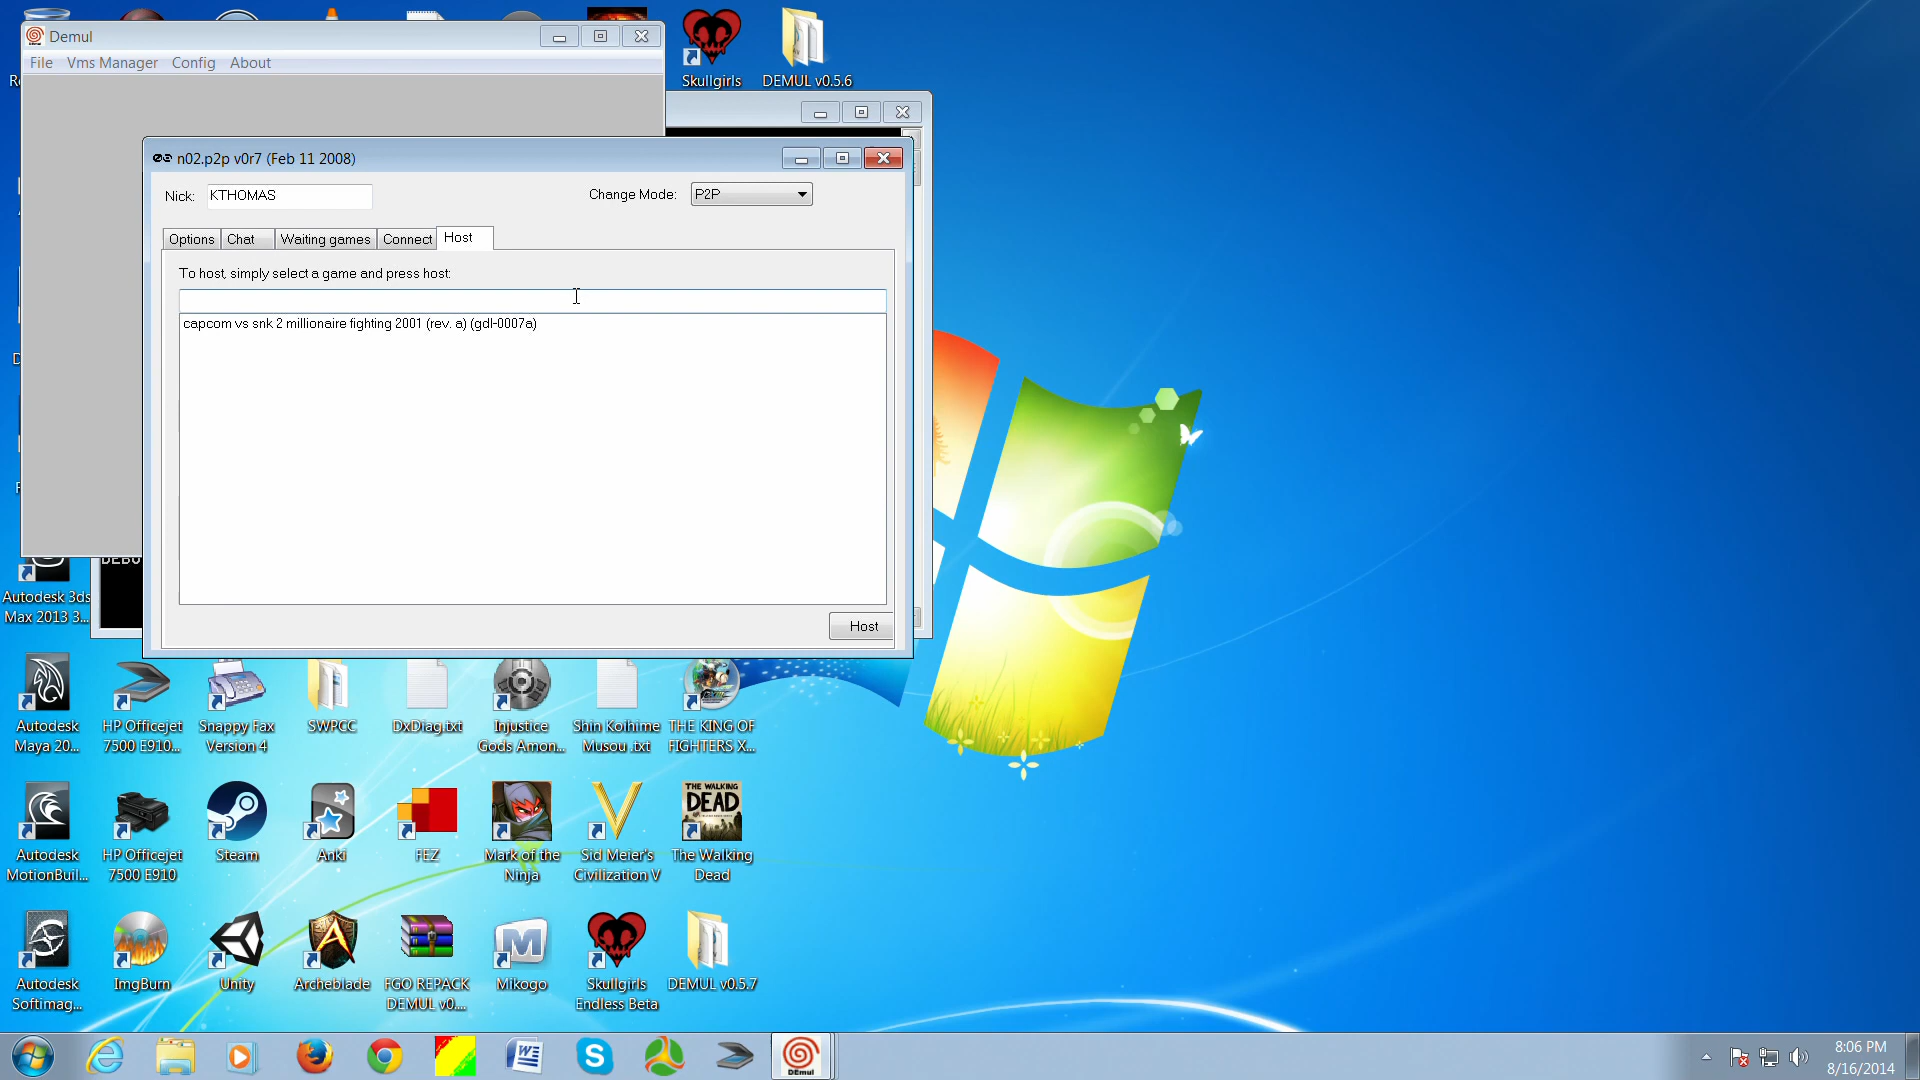 Demul
File Vms Manager Config About
Skullgirls
DEMUL v0.5.6
n02.p2p v0r7 (Feb 11 2008)
Nick: KTHOMAS
Change Mode: P2P
Options Chat Waiting games Connect Host
To host, simply select a game and press host:
capcom vs snk 2 millionaire fighting 2001 (rev. a) (gdl-0007a)
Host
Autodesk 3ds
Max 2013 3...
Autodesk
Maya 20...
HP Officejet
7500 E910...
Snappy Fax
Version 4
SWPCC
DxDiag.txt
Injustice
Gods Amon...
Shin Koihime
Musou .txt
THE KING OF
FIGHTERS X...
Autodesk
MotionBuil...
HP Officejet
7500 E910
Steam
Anki
FEZ
Mark of the
Ninja
Sid Meier's
Civilization V
THE WALKING
DEAD
The Walking
Dead
Autodesk
Softimag...
ImgBurn
Unity
Archeblade
FGO REPACK
DEMUL v0....
Mikogo
Skullgirls
Endless Beta
DEMUL v0.5.7
DEmul
8:06 PM
8/16/2014